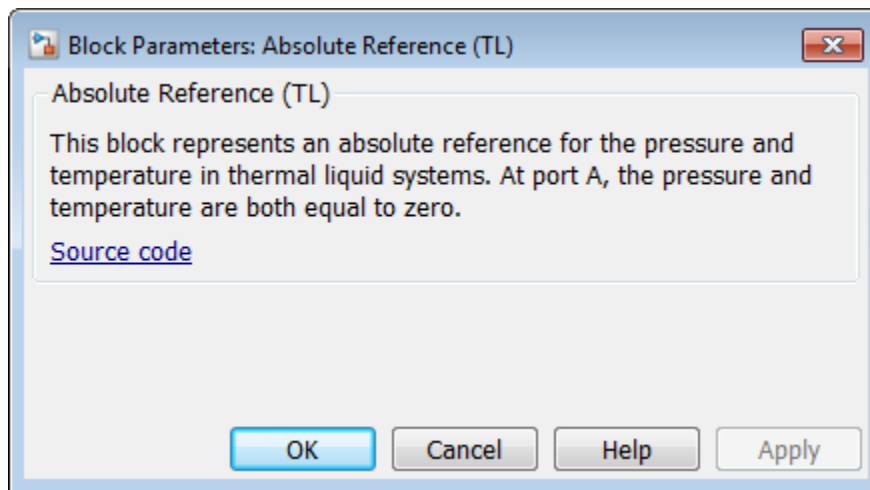 Block Parameters: Absolute Reference (TL)
Absolute Reference (TL)
This block represents an absolute reference for the pressure and
temperature in thermal liquid systems. At port A, the pressure and
temperature are both equal to zero.
Source code
OK Cancel Help Apply